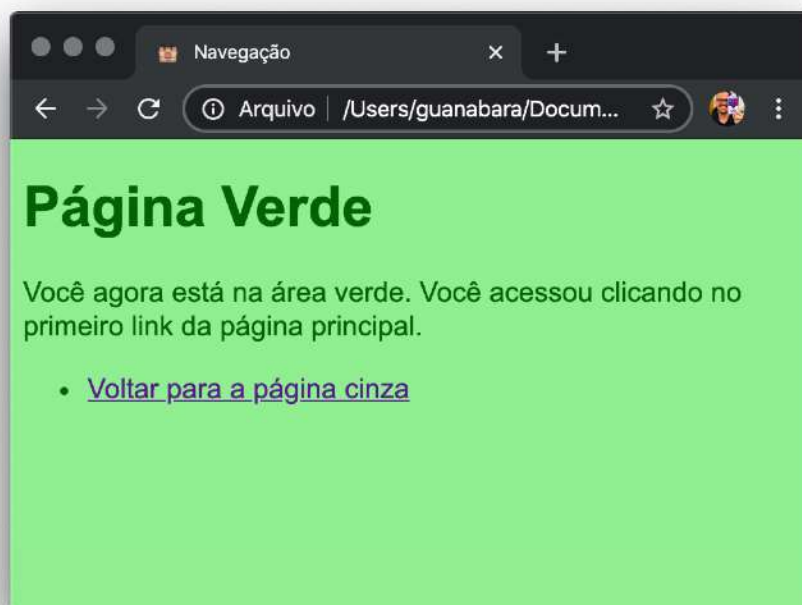 Navegação
Arquivo /Users/guanabara/Docum...
Página Verde
Você agora está na área verde. Você acessou clicando no
primeiro link da página principal.
• Voltar para a página cinza